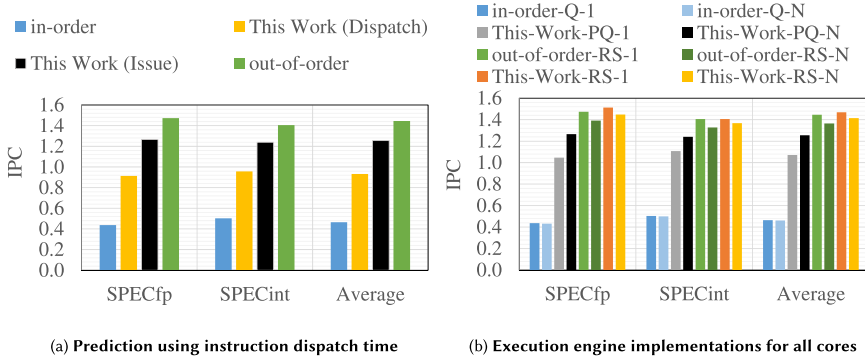 in-order
This Work (Dispatch)
This Work (Issue)
out-of-order
1.6
1.4
1.2
1.0
0.8
0.6
0.4
0.2
0.0
IPC
SPECfp SPECint Average
(a) Prediction using instruction dispatch time
in-order-Q-1
in-order-Q-N
This-Work-PQ-1
This-Work-PQ-N
out-of-order-RS-1
out-of-order-RS-N
This-Work-RS-1
This-Work-RS-N
1.6
1.4
1.2
1.0
0.8
0.6
0.4
0.2
0.0
IPC
SPECfp SPECint Average
(b) Execution engine implementations for all cores